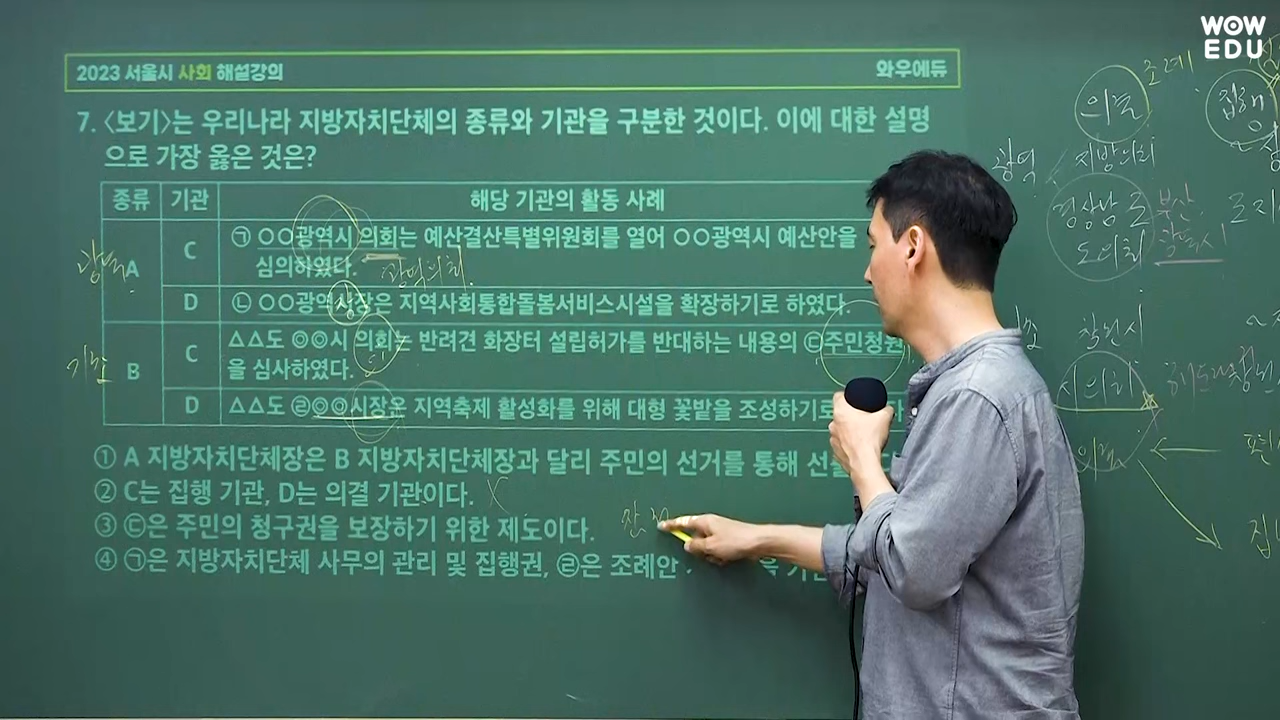 WOW
EDU
2023 서울시 사회 해설강의
와우에듀
7. 〈보기〉는 우리나라 지방자치단체의 종류와 기관을 구분한 것이다. 이에 대한 설명
으로 가장 옳은 것은?
종류 기관 해당 기관의 활동 사례
A
C
㉠ ○○광역시 의회는 예산결산특별위원회를 열어 ○○광역시 예산안을
심의하였다.
D
㉡ ○○광역시장은 지역사회통합돌봄서비스시설을 확장하기로 하였다.
B
C
△△도 ◎◎시 의회는 반려견 화장터 설립허가를 반대하는 내용의 ㉢주민청원
을 심사하였다.
D
△△도 ㉣◎◎시장은 지역축제 활성화를 위해 대형 꽃밭을 조성하기로
① A 지방자치단체장은 B 지방자치단체장과 달리 주민의 선거를 통해
② C는 집행 기관, D는 의결 기관이다.
③ ㉢은 주민의 청구권을 보장하기 위한 제도이다.
④ ㉠은 지방자치단체 사무의 관리 및 집행권, ㉣은 조례안
광역
기초
광역의회
조례
의결
집행
광역 지방의회
경상남도
도의회
부산
광역시
창원시
시의회